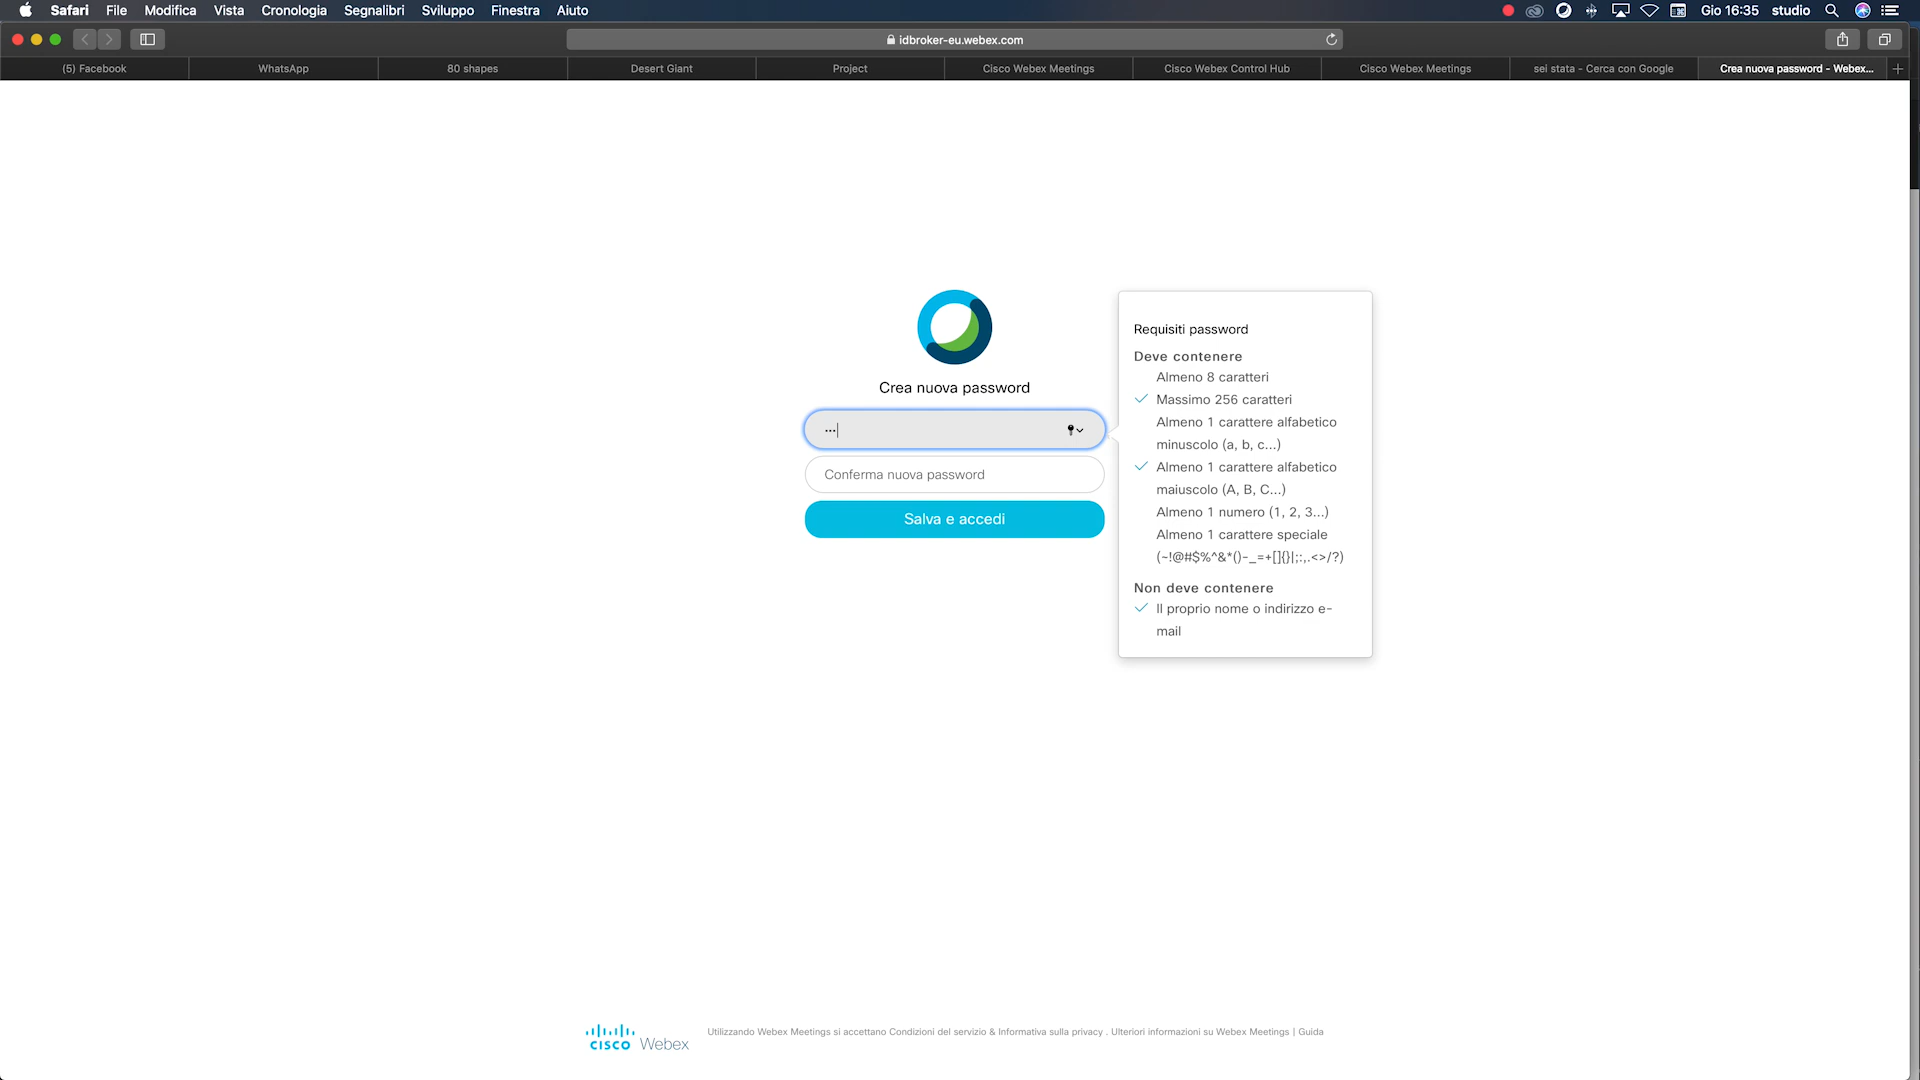 Safari File Modifica Vista Cronologia Segnalibri Sviluppo Finestra Aiuto Gio 16:35 studio
idbroker-eu.webex.com
(5) Facebook WhatsApp 80 shapes Desert Giant Project Cisco Webex Meetings Cisco Webex Control Hub Cisco Webex Meetings sei stata - Cerca con Google Crea nuova password - Webex...
Crea nuova password
Conferma nuova password
Salva e accedi
Requisiti password
Deve contenere
Almeno 8 caratteri
Massimo 256 caratteri
Almeno 1 carattere alfabetico
minuscolo (a, b, c...)
Almeno 1 carattere alfabetico
maiuscolo (A, B, C...)
Almeno 1 numero (1, 2, 3...)
Almeno 1 carattere speciale
(~!@#$%^&*()-_=+[]{}|;:,.<>/?)
Non deve contenere
Il proprio nome o indirizzo e-
mail
CISCO Webex
Utilizzando Webex Meetings si accettano Condizioni del servizio & Informativa sulla privacy . Ulteriori informazioni su Webex Meetings | Guida